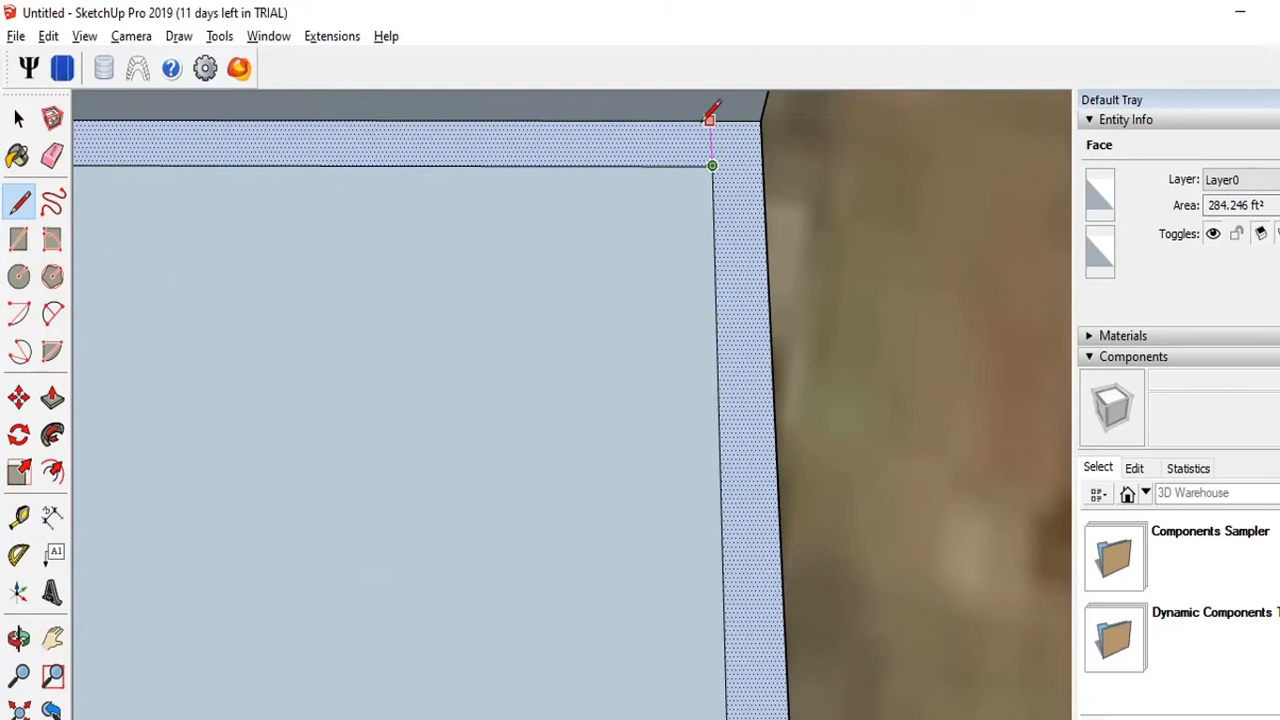 Untitled - SketchUp Pro 2019 (11 days left in TRIAL)
File Edit View Camera Draw Tools Window Extensions Help
Default Tray
Entity Info
Face
Layer: Layer0
Area: 284.246 ft²
Toggles:
Materials
Components
Select Edit Statistics
3D Warehouse
Components Sampler
Dynamic Components T
A1